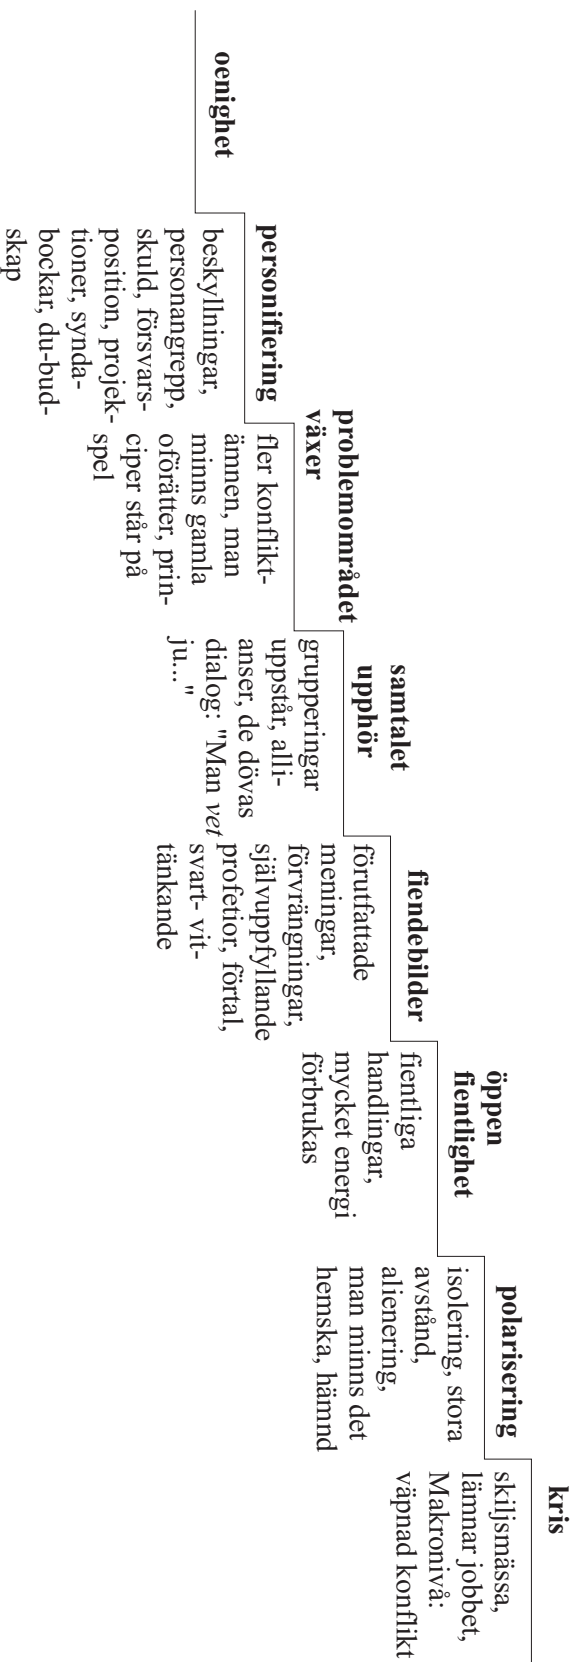 oenighet
personifiering
beskyllningar,
personangrepp,
skuld, försvars-
position, projek-
tioner, synda-
bockar, du-bud-
skap
problemområdet
växer
fler konflikt-
ämnen, man
minns gamla
oförätter, prin-
ciper står på
spel
samtalet
upphör
grupperingar
uppstår, alli-
anser, de dövas
dialog: "Man vet
ju... "
fiendebilder
förutfattade
meningar,
förvrängningar,
självuppfyllande
profetior, förtal,
svart- vit-
tänkande
öppen
fientlighet
fientliga
handlingar,
mycket energi
förbrukas
polarisering
isolering, stora
avstånd,
alienering,
man minns det
hemska, hämnd
kris
skiljsmässa,
lämnar jobbet,
Makronivå:
väpnad konflikt